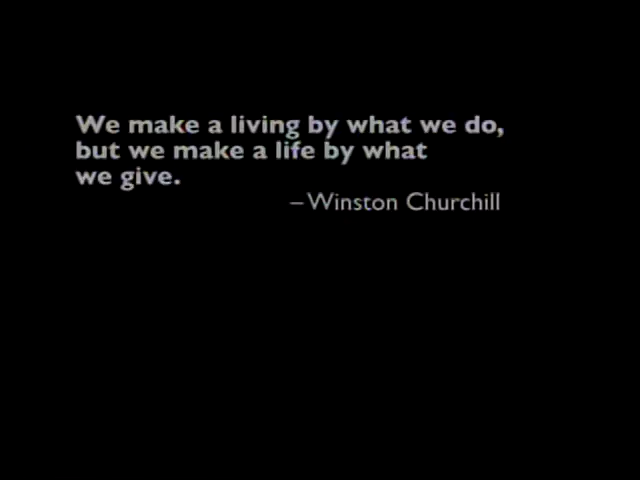 We make a living by what we do,
but we make a life by what
we give.
– Winston Churchill